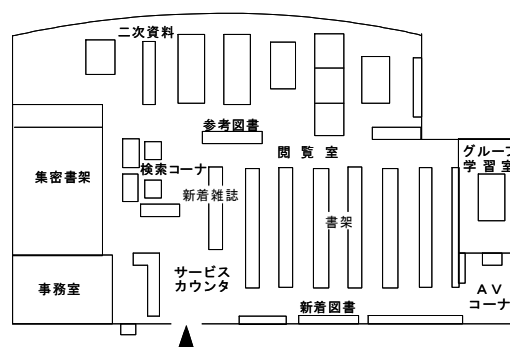 二次資料
参考図書
閲覧室
グループ
学習室
検索コーナ
集密書架
新着雑誌
書架
サービス
カウンタ
事務室
AV
コーナ
新着図書